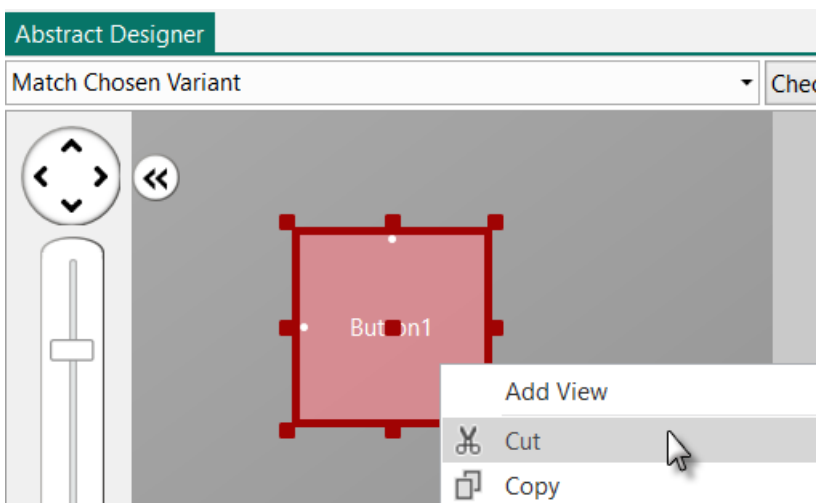 Abstract Designer
Match Chosen Variant
Button1
Add View
Cut
Copy